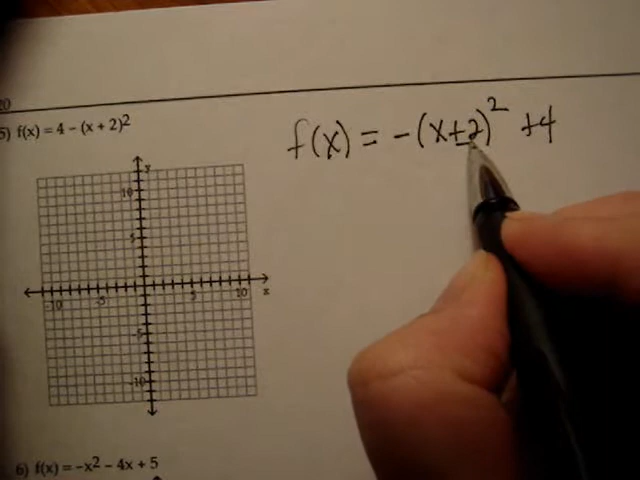 20
5) f(x) = 4 − (x + 2)²
f(x) = -(x+2)² +4
y
10
5
-10 -5 5 10 x
-5
-10
6) f(x) = −x² − 4x + 5